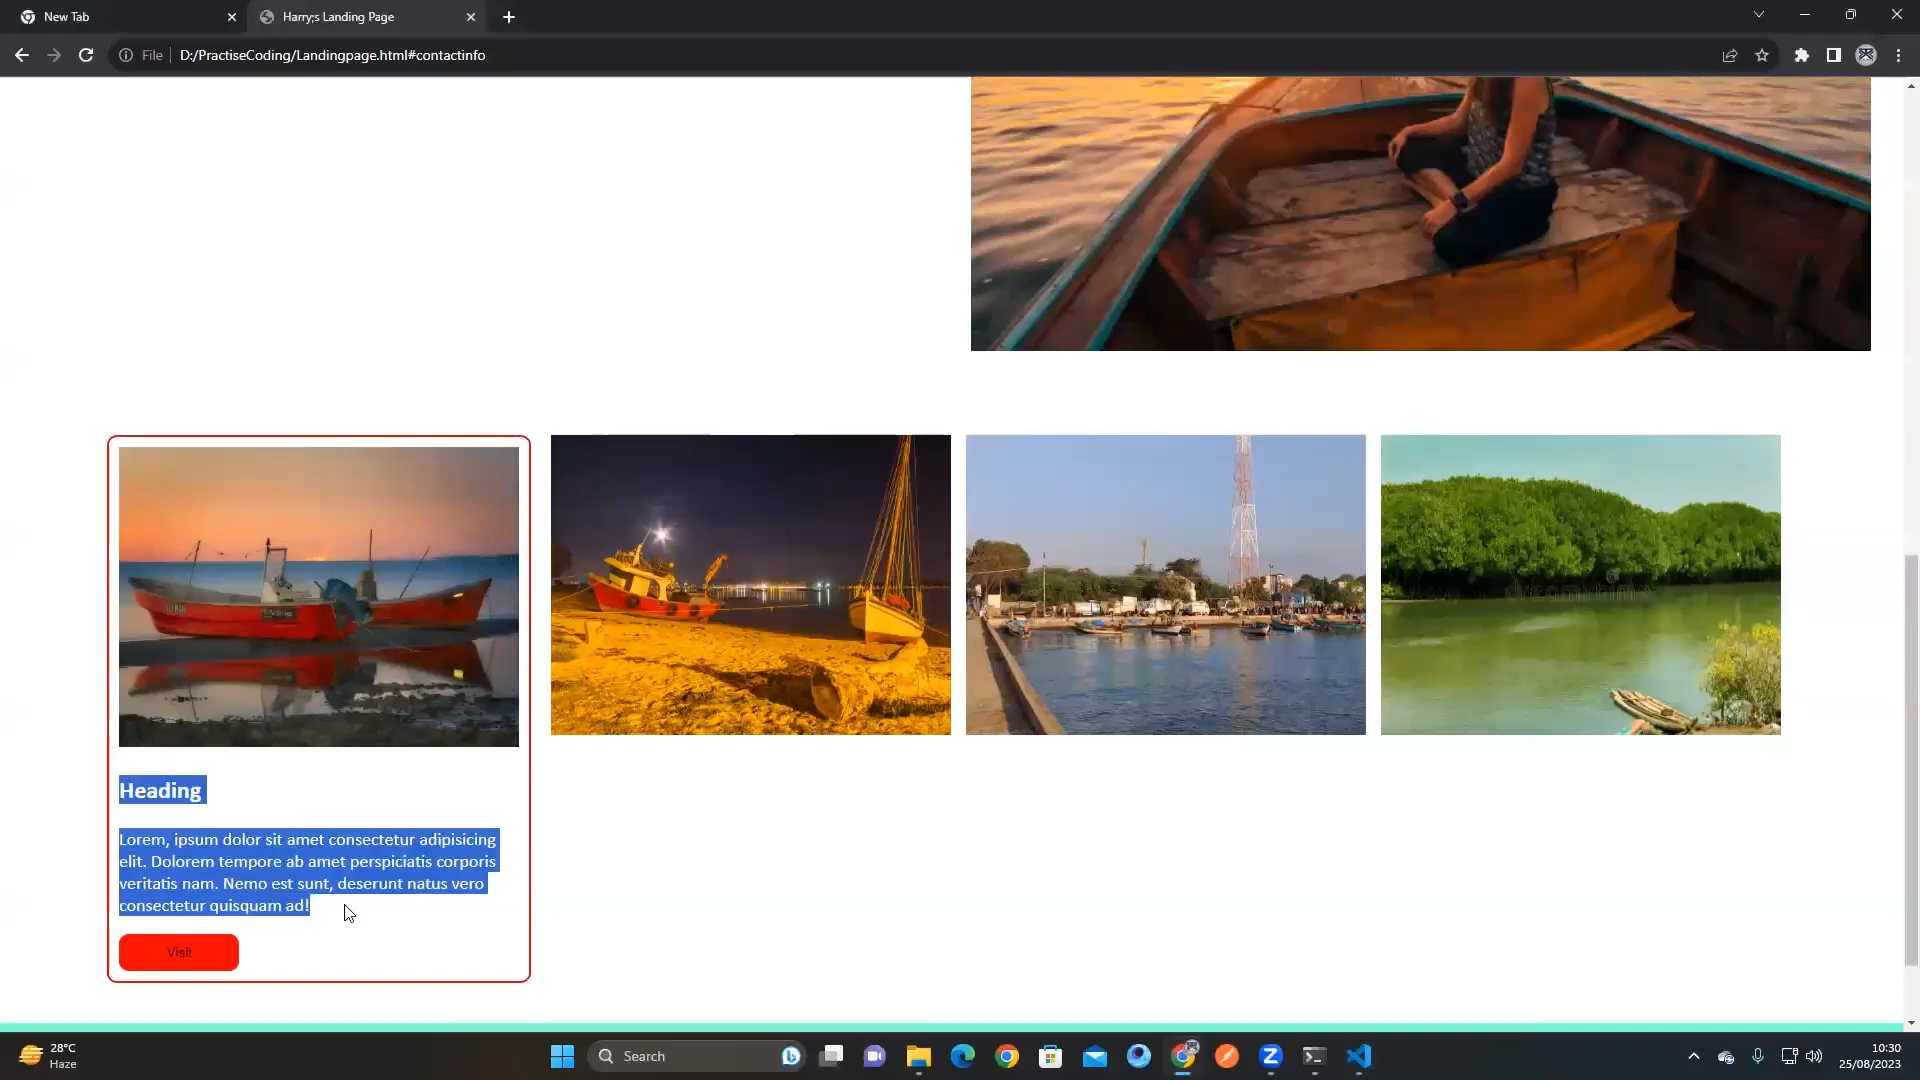 New Tab
Harry;s Landing Page
File
D:/PractiseCoding/Landingpage.html#contactinfo
Heading
Lorem, ipsum dolor sit amet consectetur adipisicing
elit. Dolorem tempore ab amet perspiciatis corporis
veritatis nam. Nemo est sunt, deserunt natus vero
consectetur quisquam ad!
Visit
28°C
Haze
Search
10:30
25/08/2023